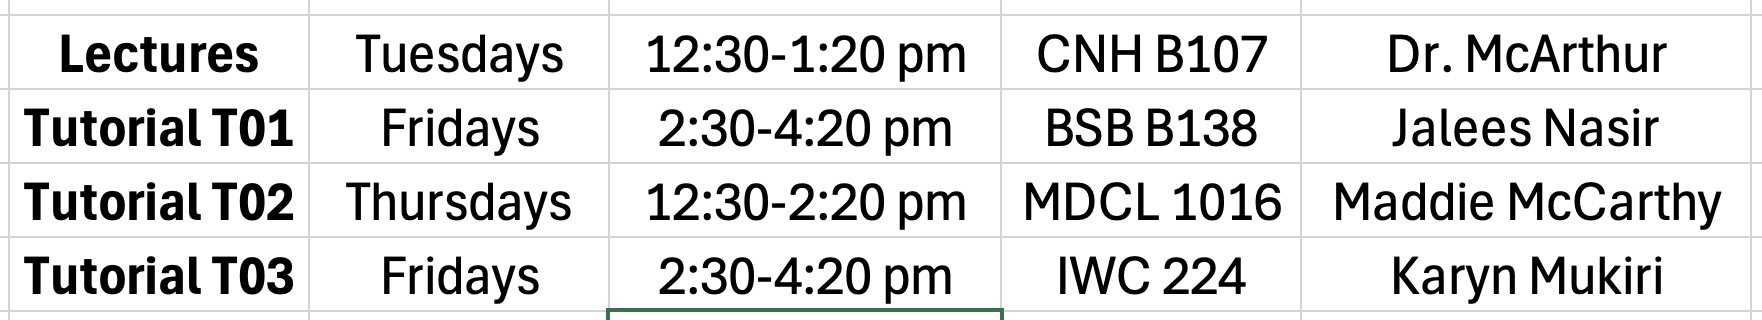 Lectures Tuesdays 12:30-1:20 pm CNH B107 Dr. McArthur
Tutorial T01 Fridays 2:30-4:20 pm BSB B138 Jalees Nasir
Tutorial T02 Thursdays 12:30-2:20 pm MDCL 1016 Maddie McCarthy
Tutorial T03 Fridays 2:30-4:20 pm IWC 224 Karyn Mukiri